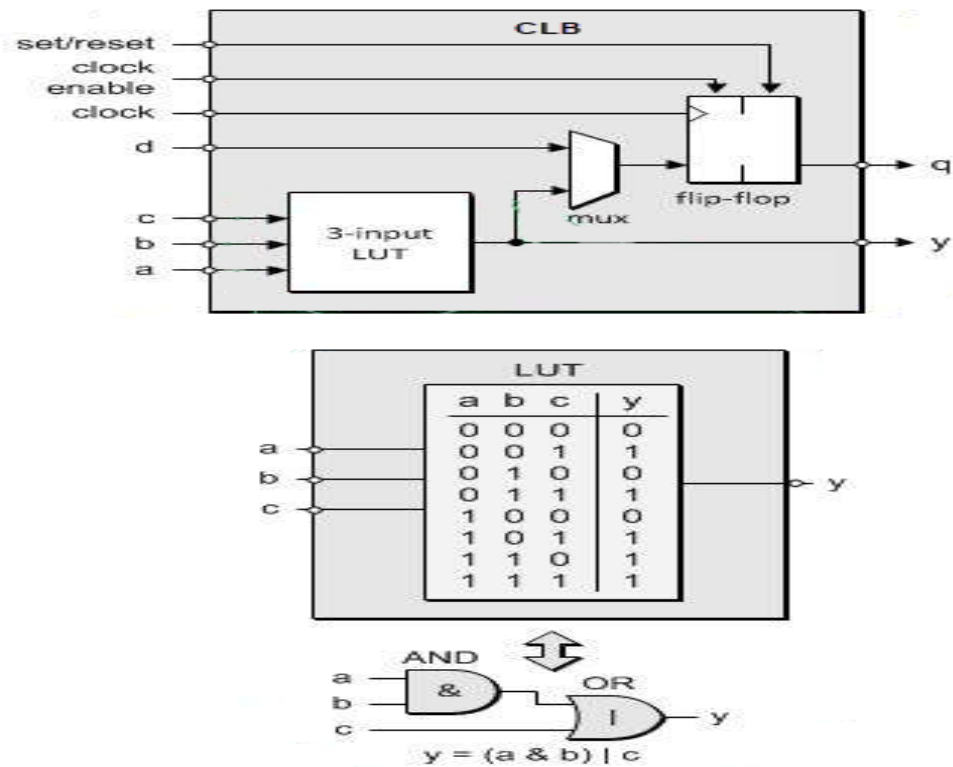 CLB
set/reset
clock
enable
clock
d
q
flip-flop
mux
c
b
a
3-input
LUT
y
LUT
a b c y
0 0 0 0
0 0 1 1
0 1 0 0
0 1 1 1
1 0 0 0
1 0 1 1
1 1 0 1
1 1 1 1
a
b
c
y
AND
OR
a
b
c
&
|
y
y = (a & b) | c